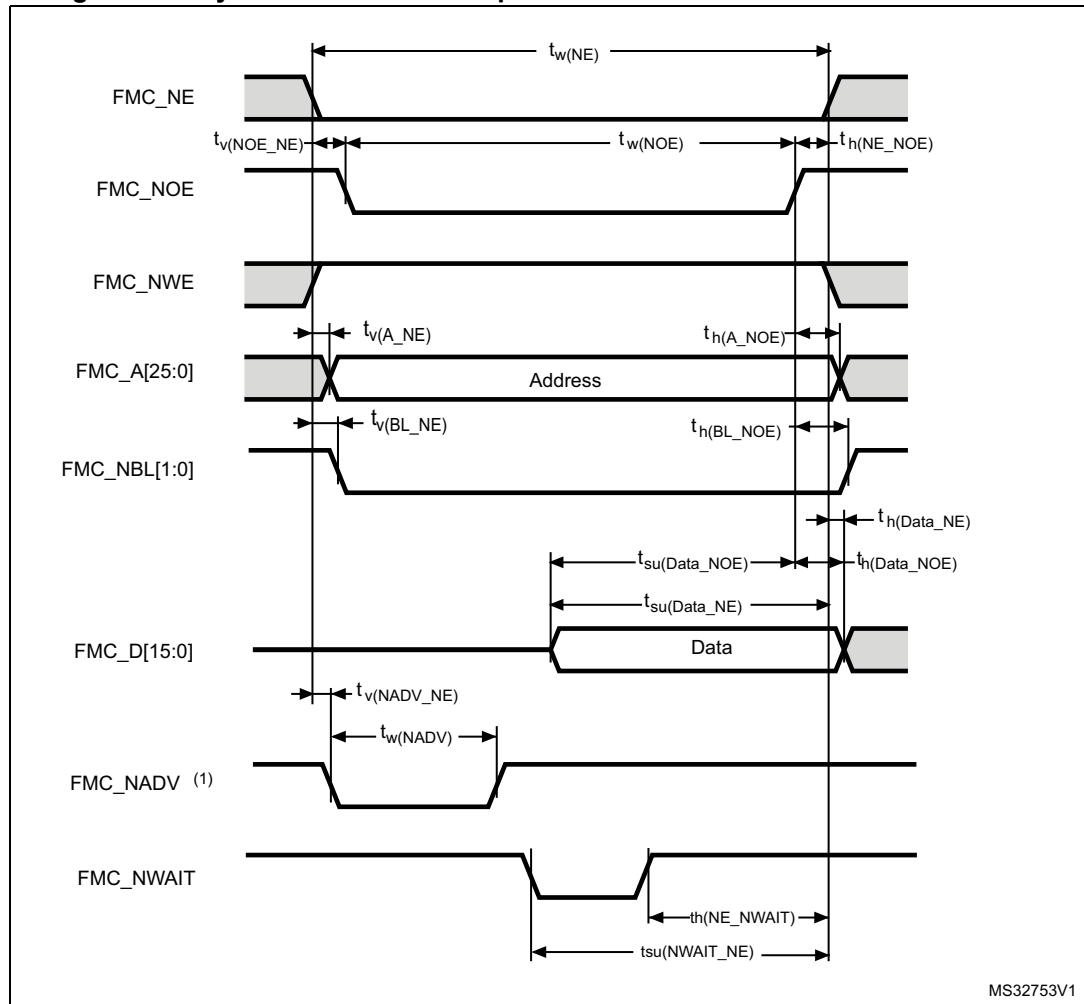 tw(NE)
FMC_NE
tv(NOE_NE)
tw(NOE)
th(NE_NOE)
FMC_NOE
FMC_NWE
tv(A_NE)
th(A_NOE)
FMC_A[25:0]
Address
tv(BL_NE)
th(BL_NOE)
FMC_NBL[1:0]
th(Data_NE)
tsu(Data_NOE)
th(Data_NOE)
tsu(Data_NE)
FMC_D[15:0]
Data
tv(NADV_NE)
tw(NADV)
FMC_NADV (1)
FMC_NWAIT
th(NE_NWAIT)
tsu(NWAIT_NE)
MS32753V1